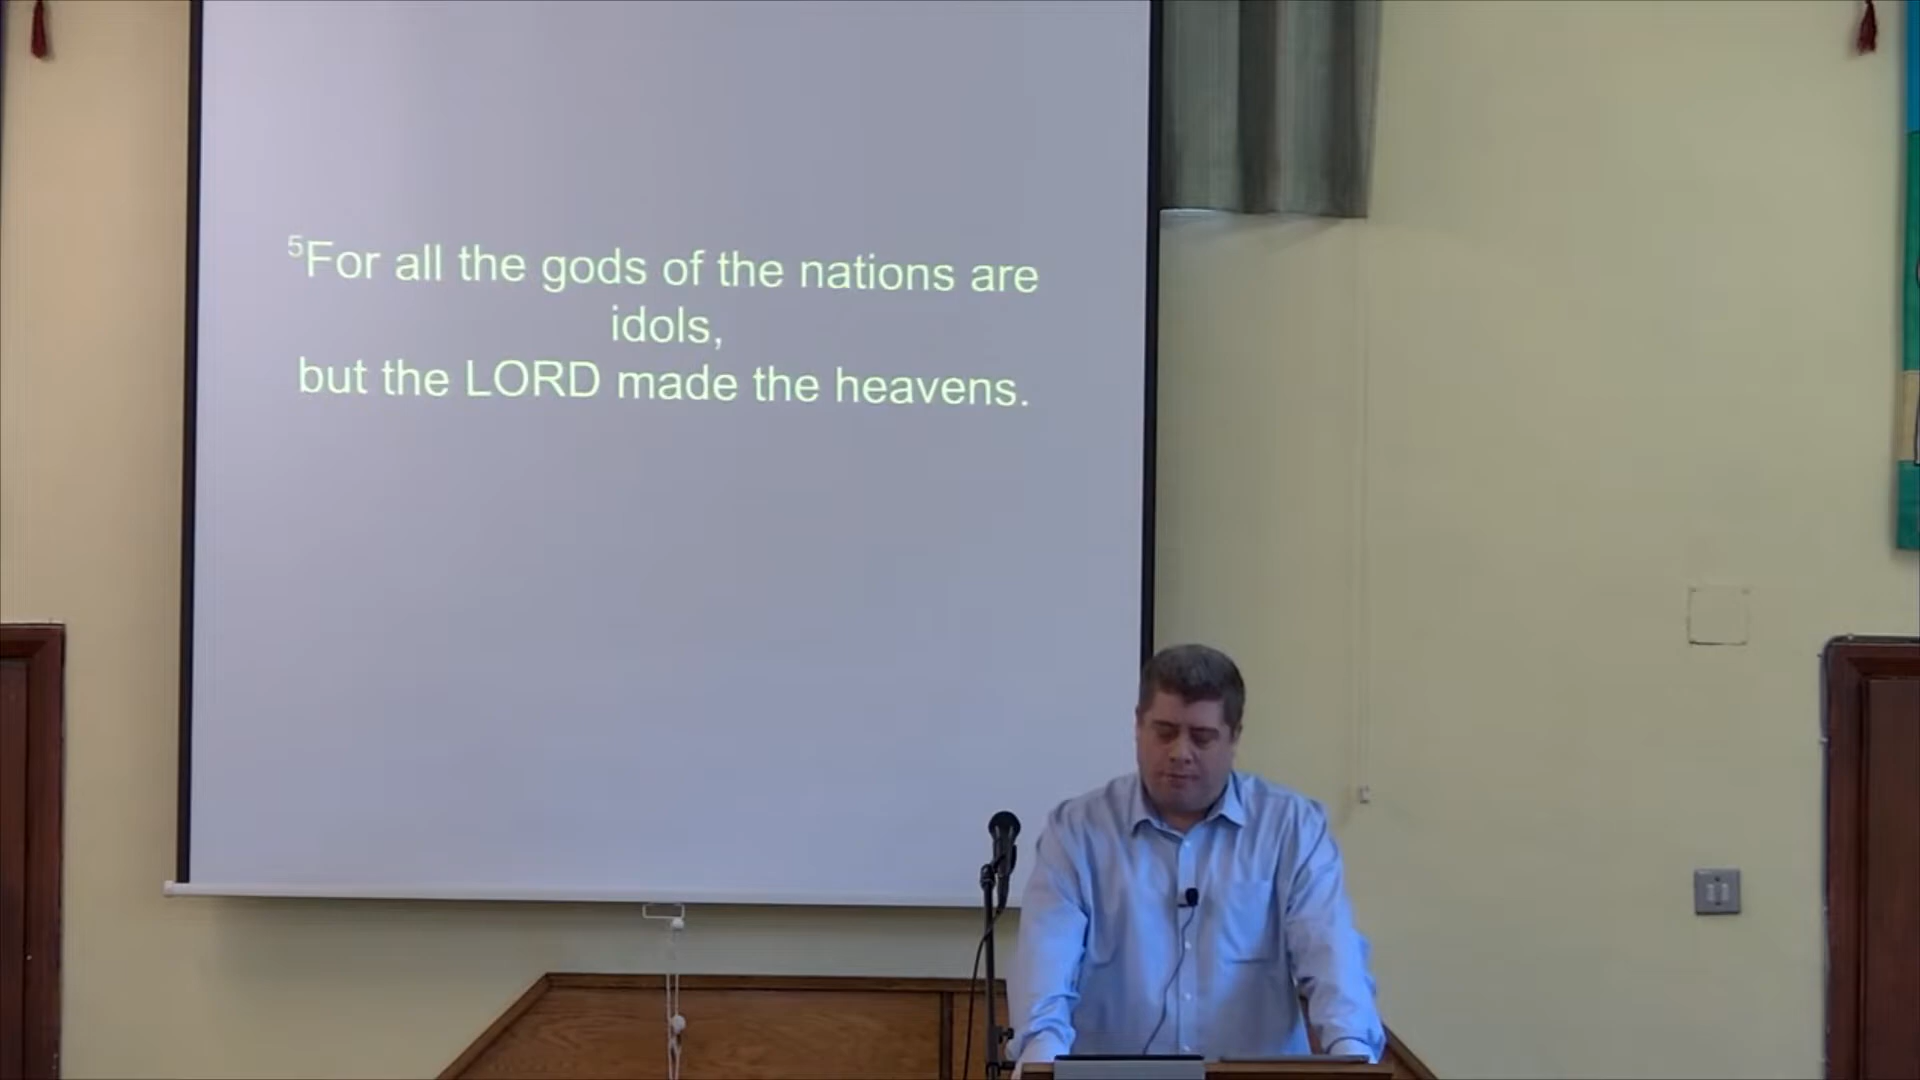 ⁵For all the gods of the nations are
idols,
but the LORD made the heavens.